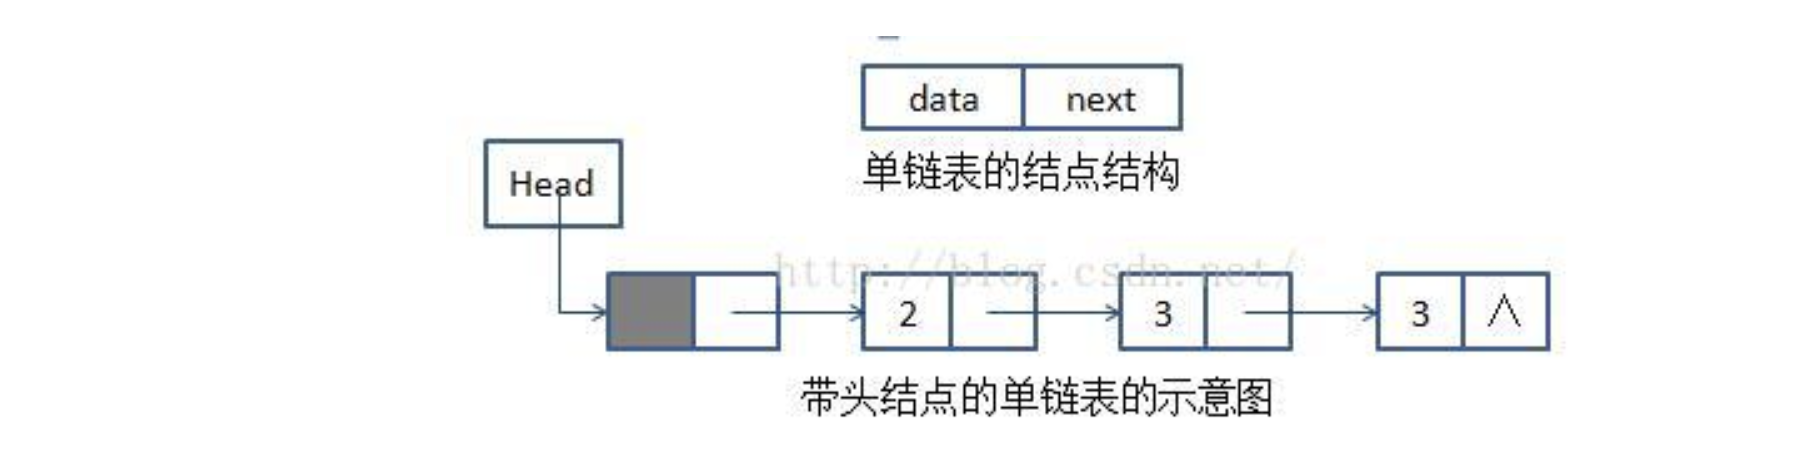 data next
单链表的结点结构
Head
http://blog.csdn.net/
2 3 3 ∧
带头结点的单链表的示意图